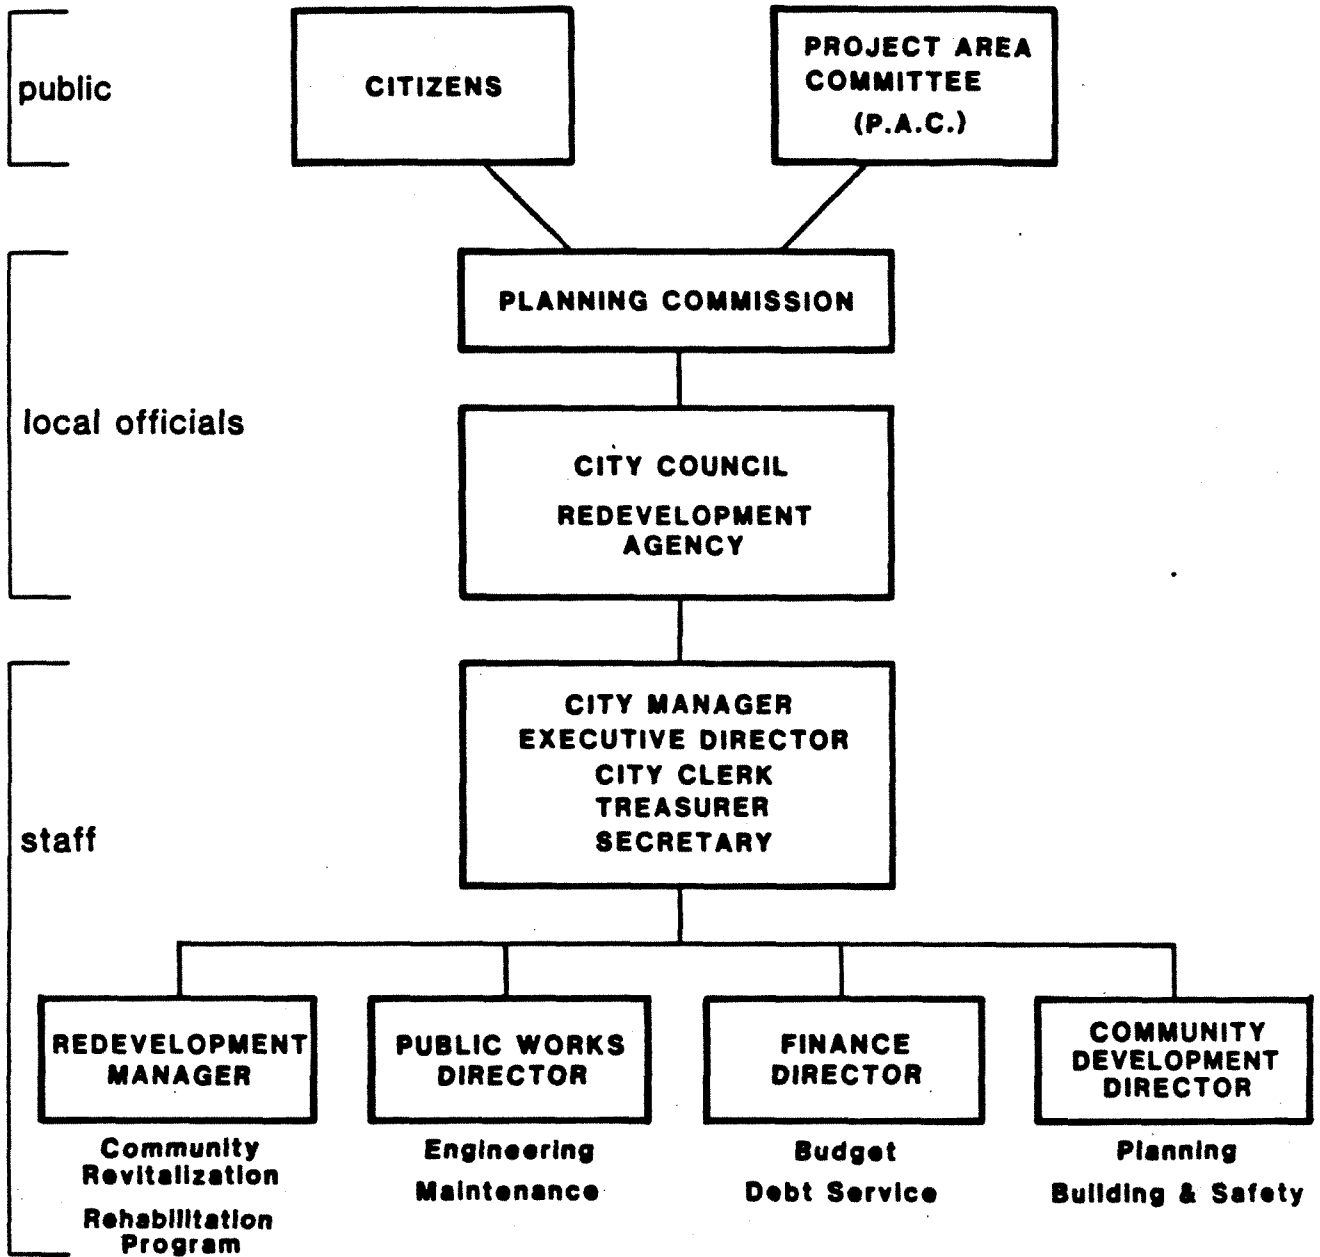 public
CITIZENS
PROJECT AREA
COMMITTEE
(P.A.C.)
PLANNING COMMISSION
local officials
CITY COUNCIL
REDEVELOPMENT
AGENCY
CITY MANAGER
EXECUTIVE DIRECTOR
CITY CLERK
TREASURER
SECRETARY
staff
REDEVELOPMENT
MANAGER
Community
Revitalization
Rehabilitation
Program
PUBLIC WORKS
DIRECTOR
Engineering
Maintenance
FINANCE
DIRECTOR
Budget
Debt Service
COMMUNITY
DEVELOPMENT
DIRECTOR
Planning
Building & Safety